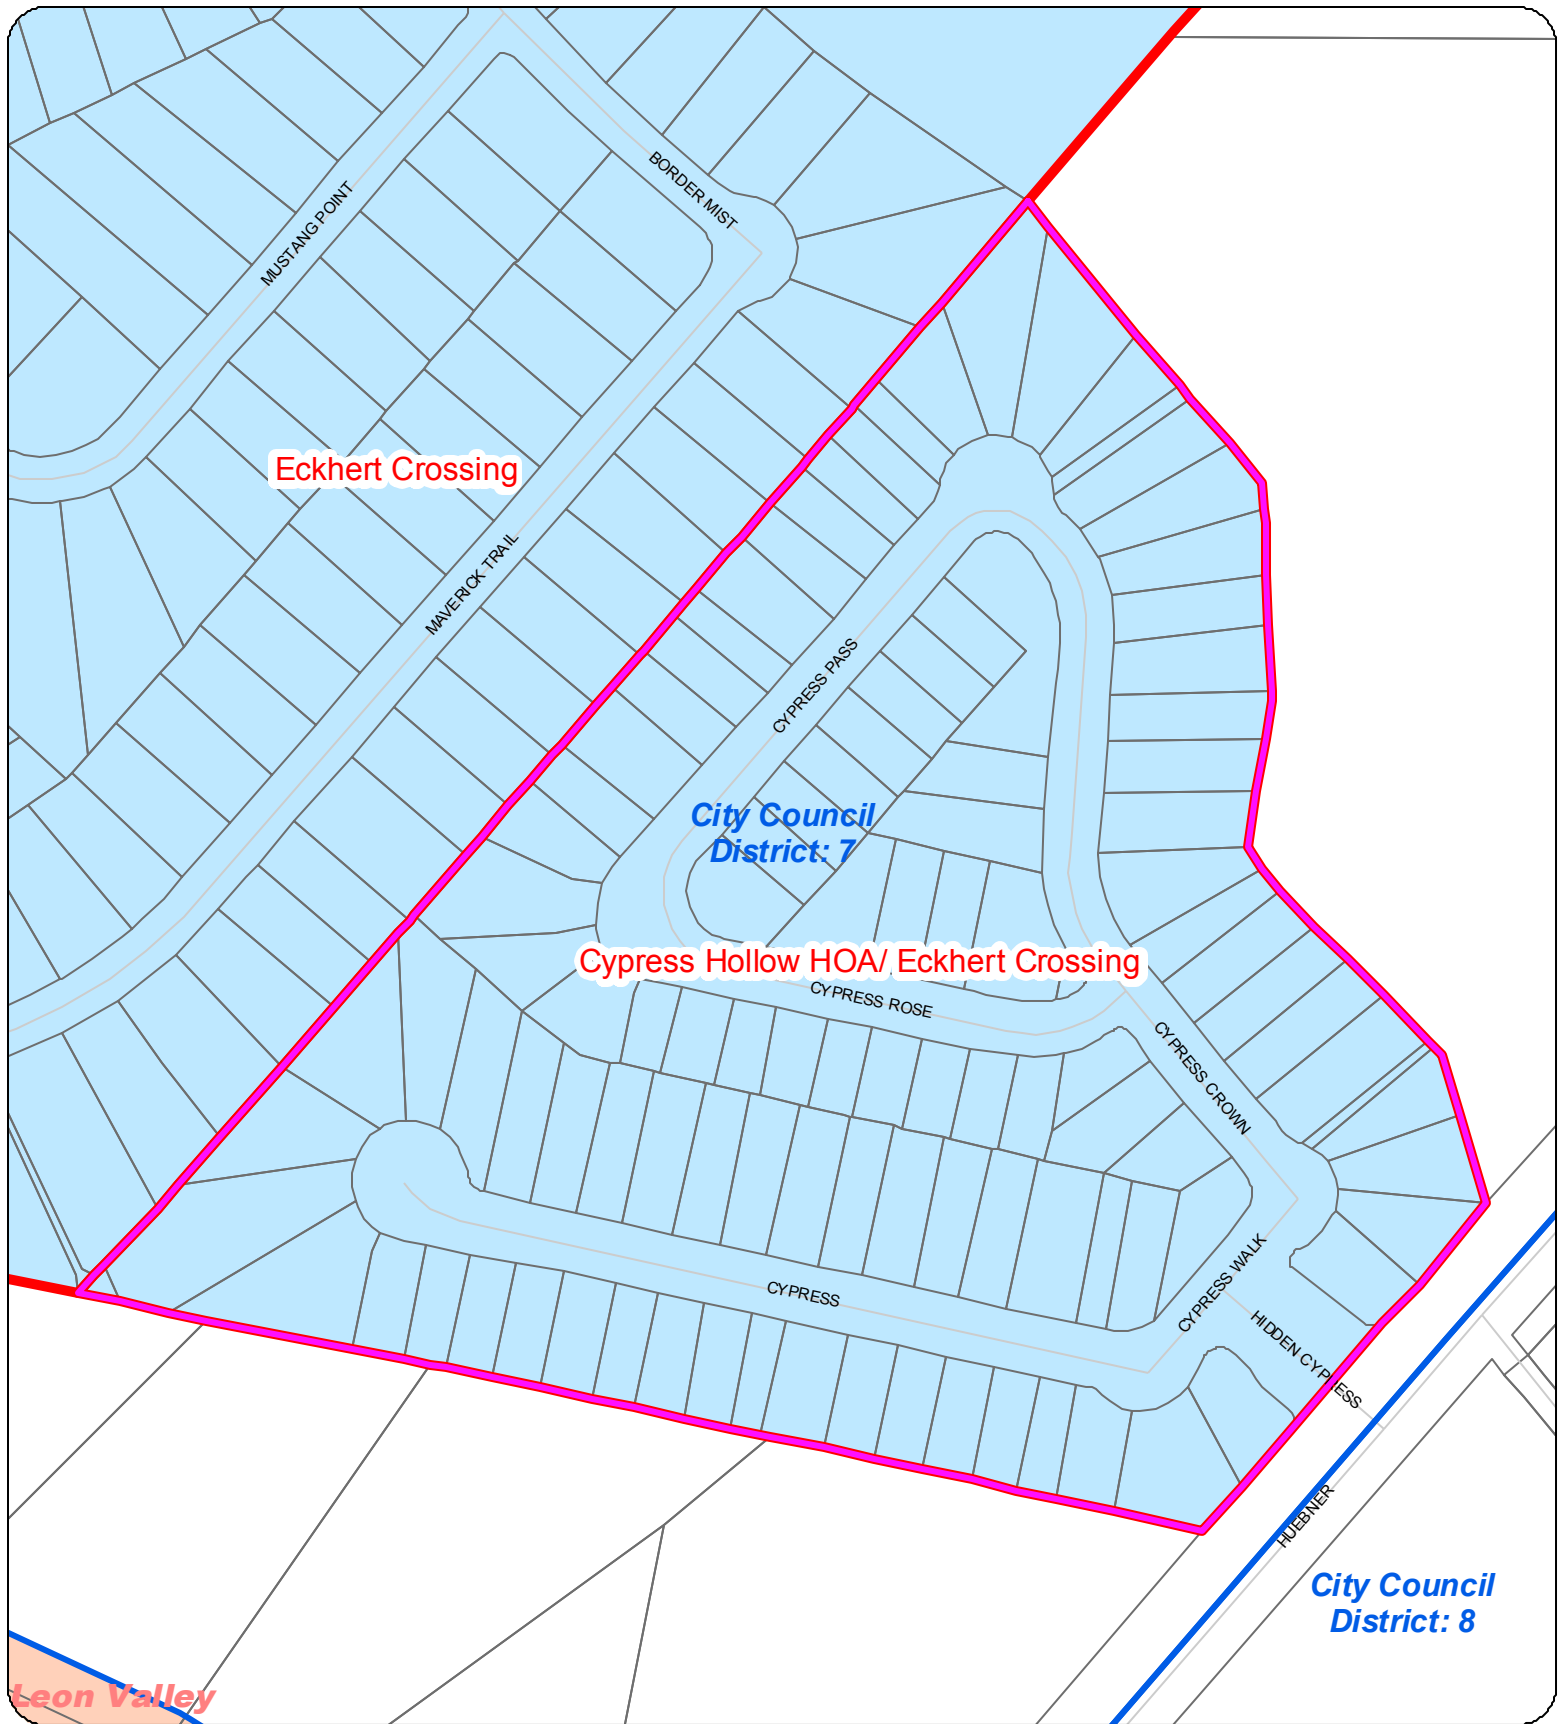 BORDER MIST
MUSTANG POINT
Eckhert Crossing
MAVERICK TRAIL
CYPRESS PASS
City Council
District: 7
Cypress Hollow HOA/ Eckhert Crossing
CYPRESS ROSE
CYPRESS CROWN
CYPRESS WALK
CYPRESS
HIDDEN CYPRESS
HUEBNER
City Council
District: 8
Leon Valley